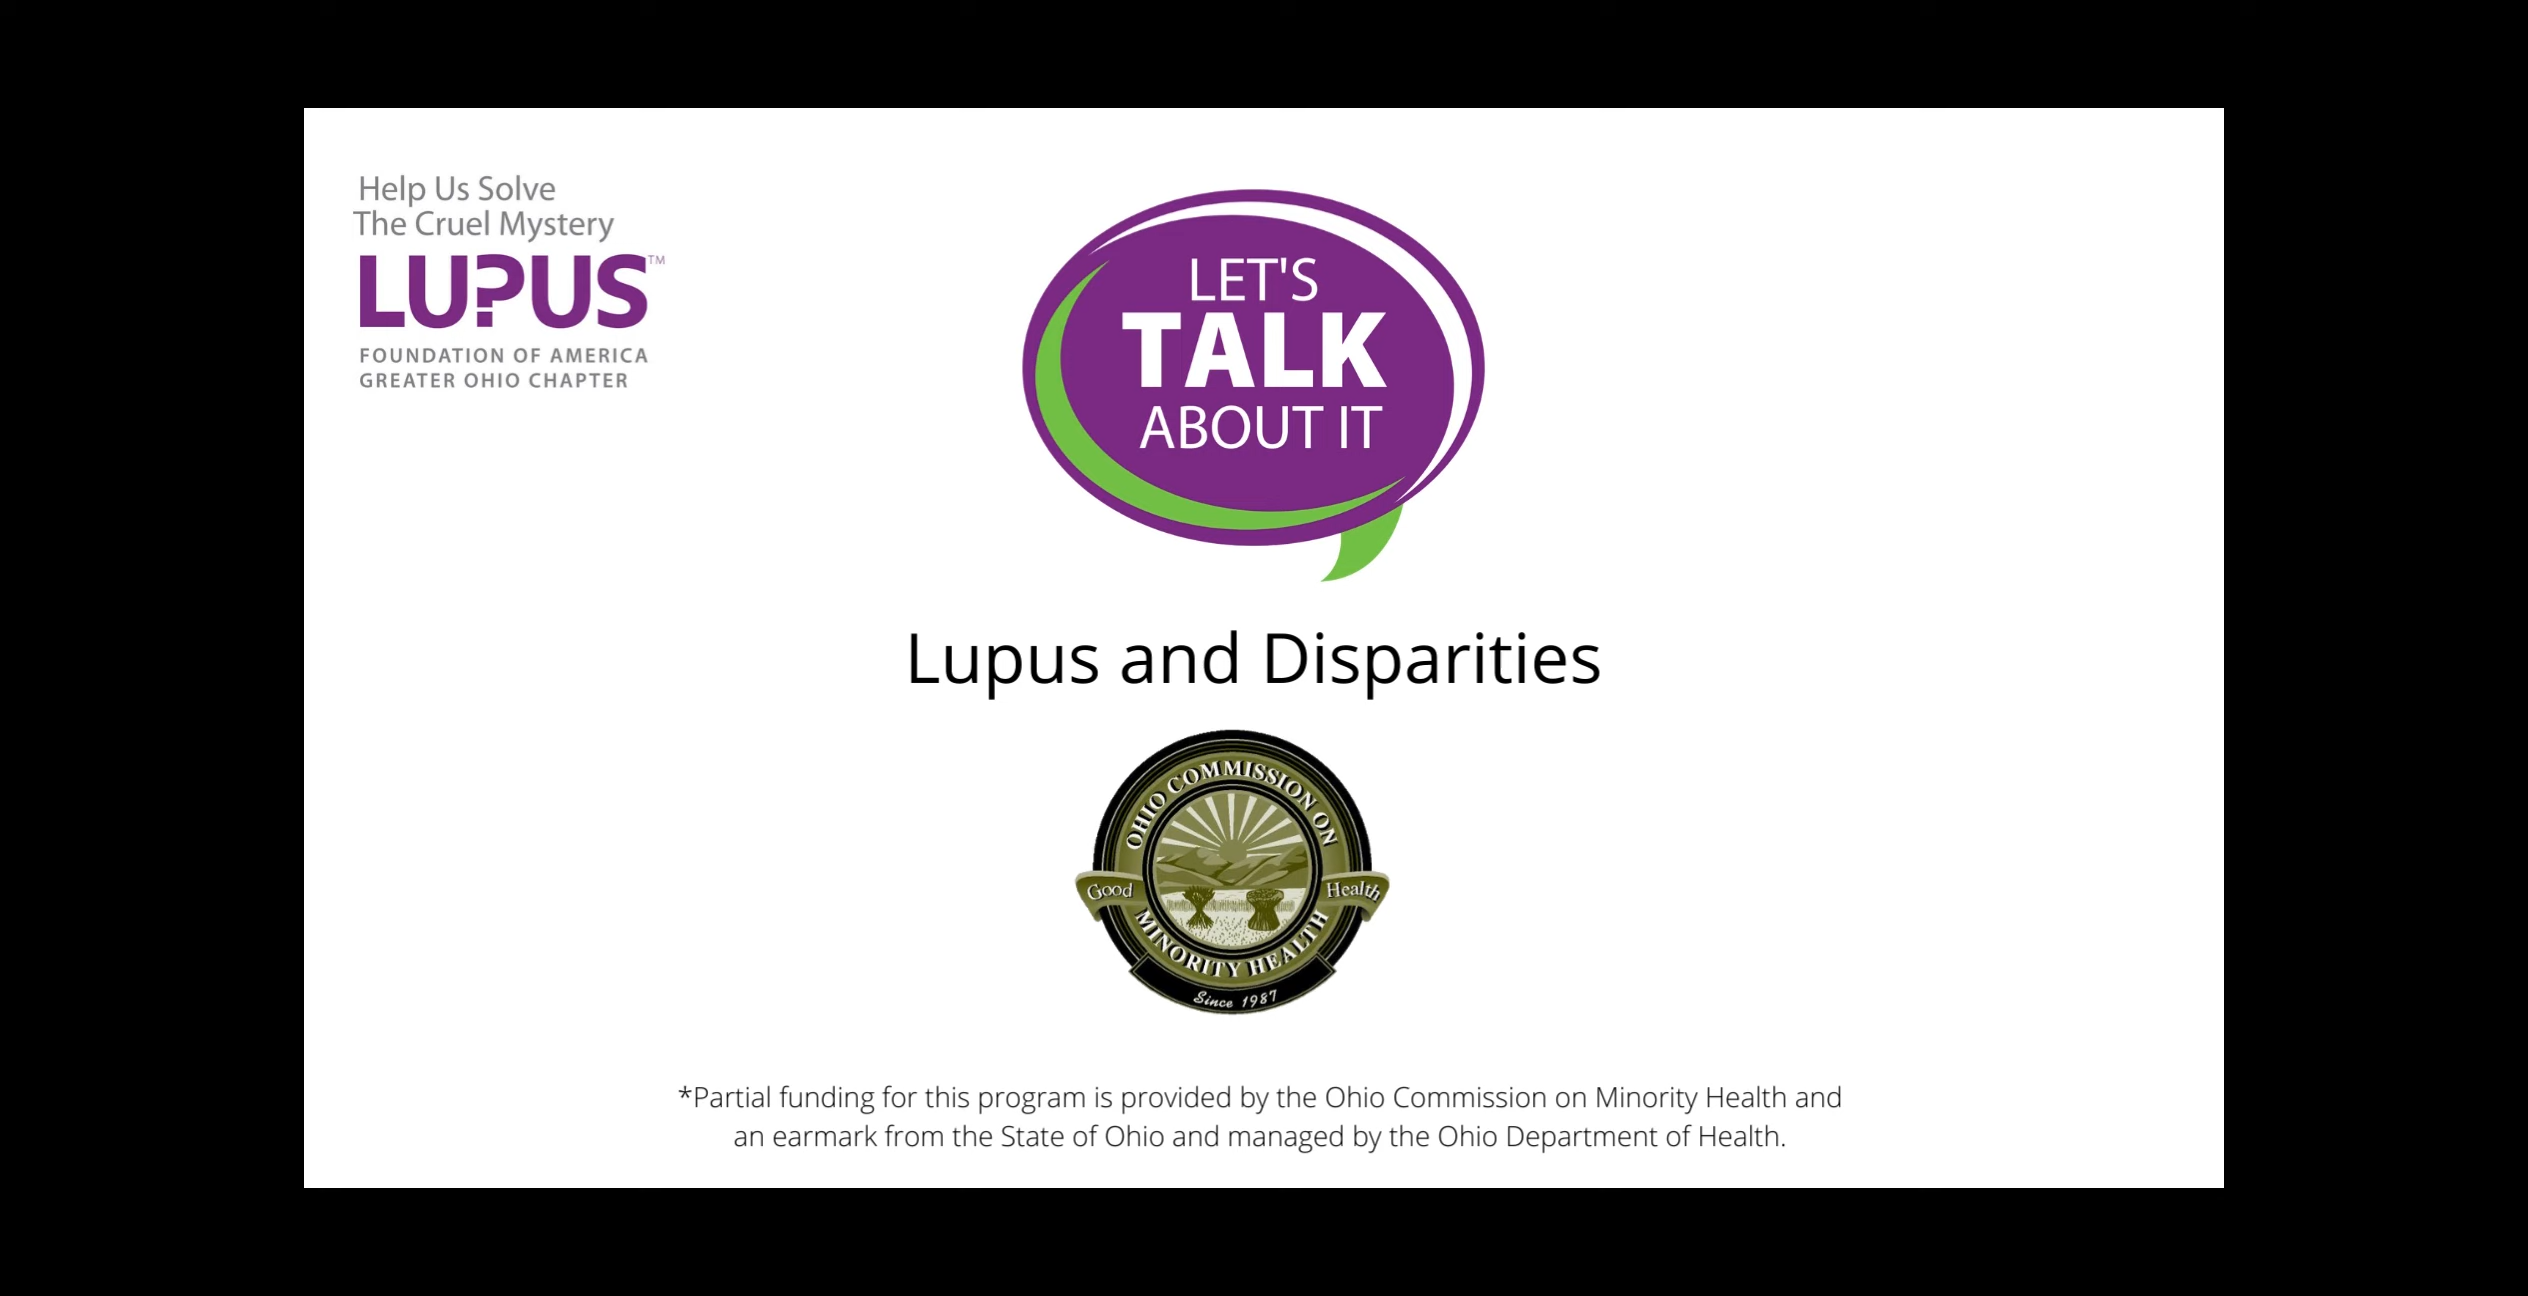 Help Us Solve
The Cruel Mystery
LUPUS™
FOUNDATION OF AMERICA
GREATER OHIO CHAPTER
LET'S
TALK
ABOUT IT
Lupus and Disparities
OHIO COMMISSION ON
Good
Health
MINORITY HEALTH
Since 1987
*Partial funding for this program is provided by the Ohio Commission on Minority Health and
an earmark from the State of Ohio and managed by the Ohio Department of Health.